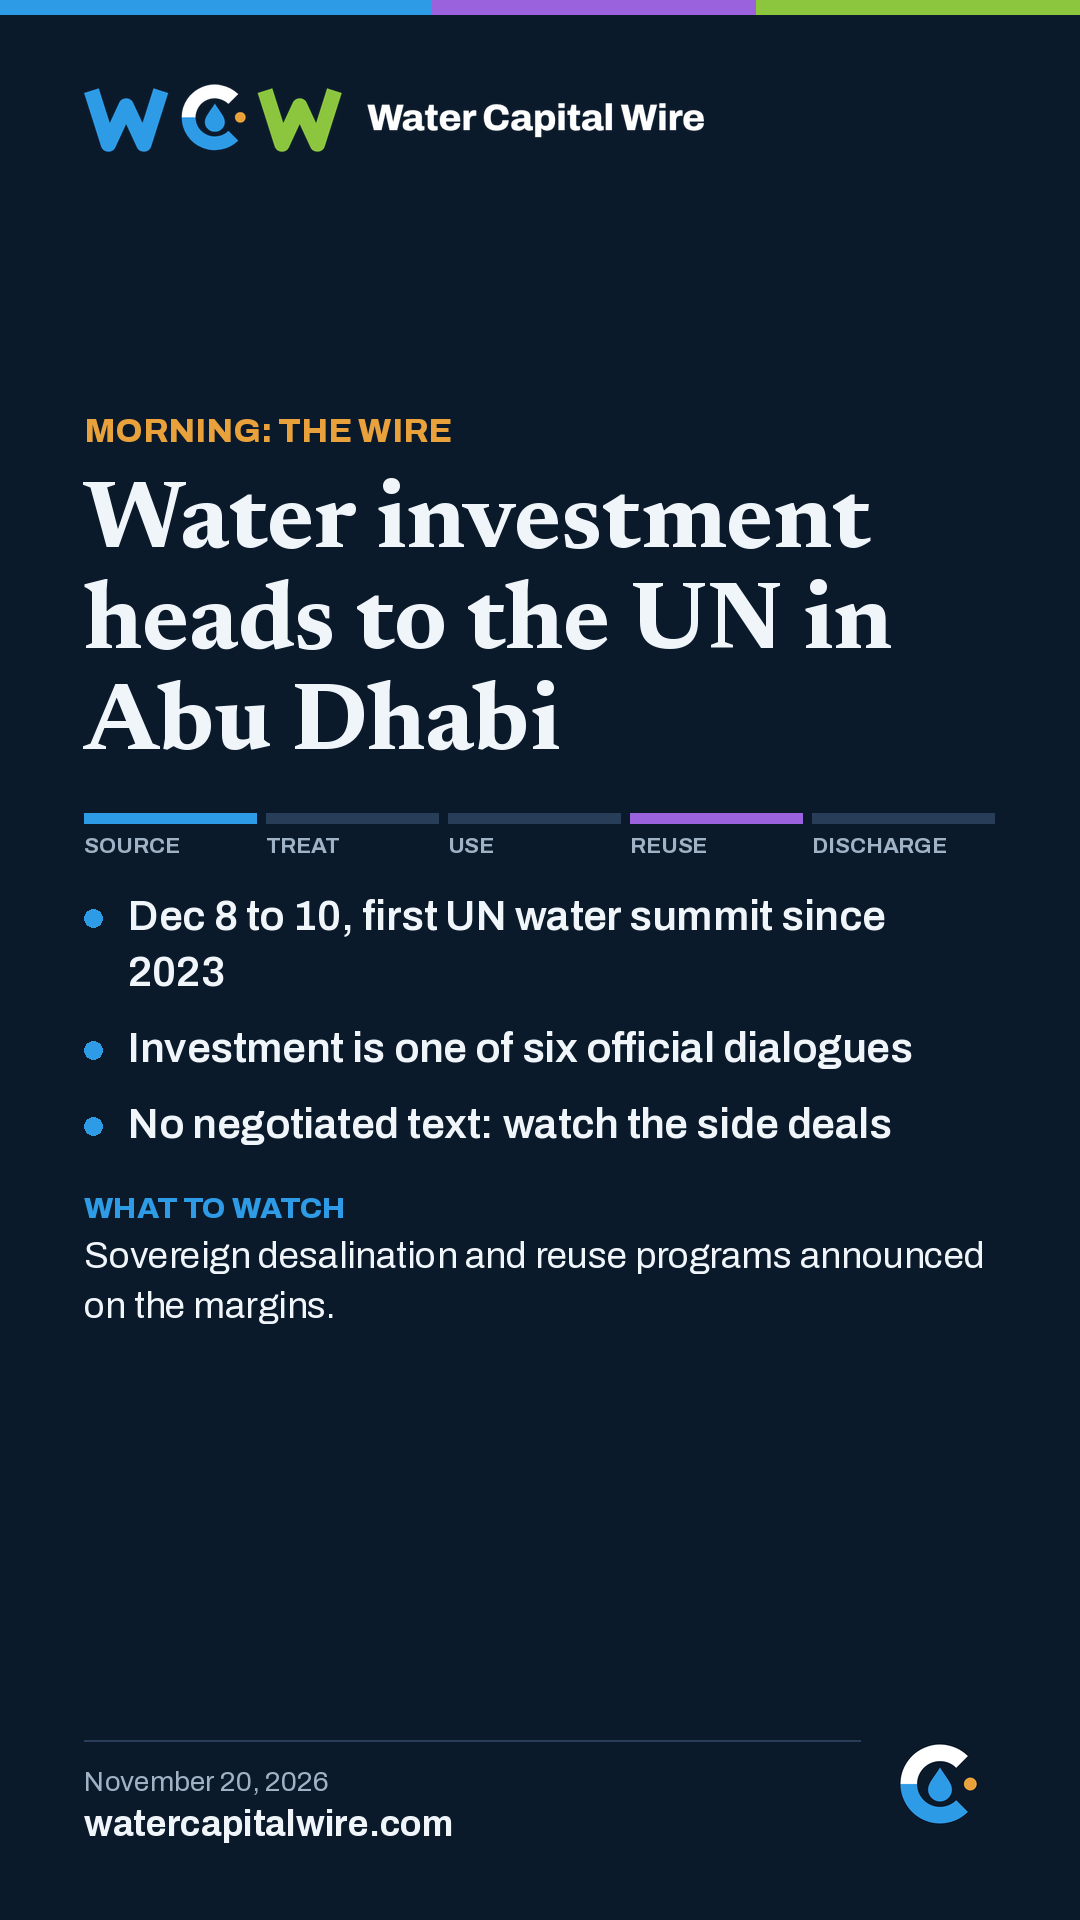 WCW Water Capital Wire
MORNING: THE WIRE
Water investment
heads to the UN in
Abu Dhabi
SOURCE TREAT USE REUSE DISCHARGE
Dec 8 to 10, first UN water summit since
2023
Investment is one of six official dialogues
No negotiated text: watch the side deals
WHAT TO WATCH
Sovereign desalination and reuse programs announced
on the margins.
November 20, 2026
watercapitalwire.com